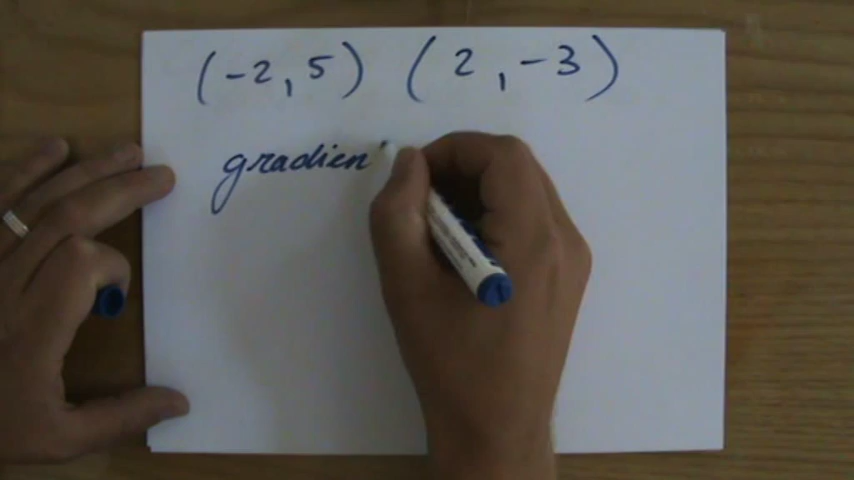 (-2, 5) (2, -3)
gradien